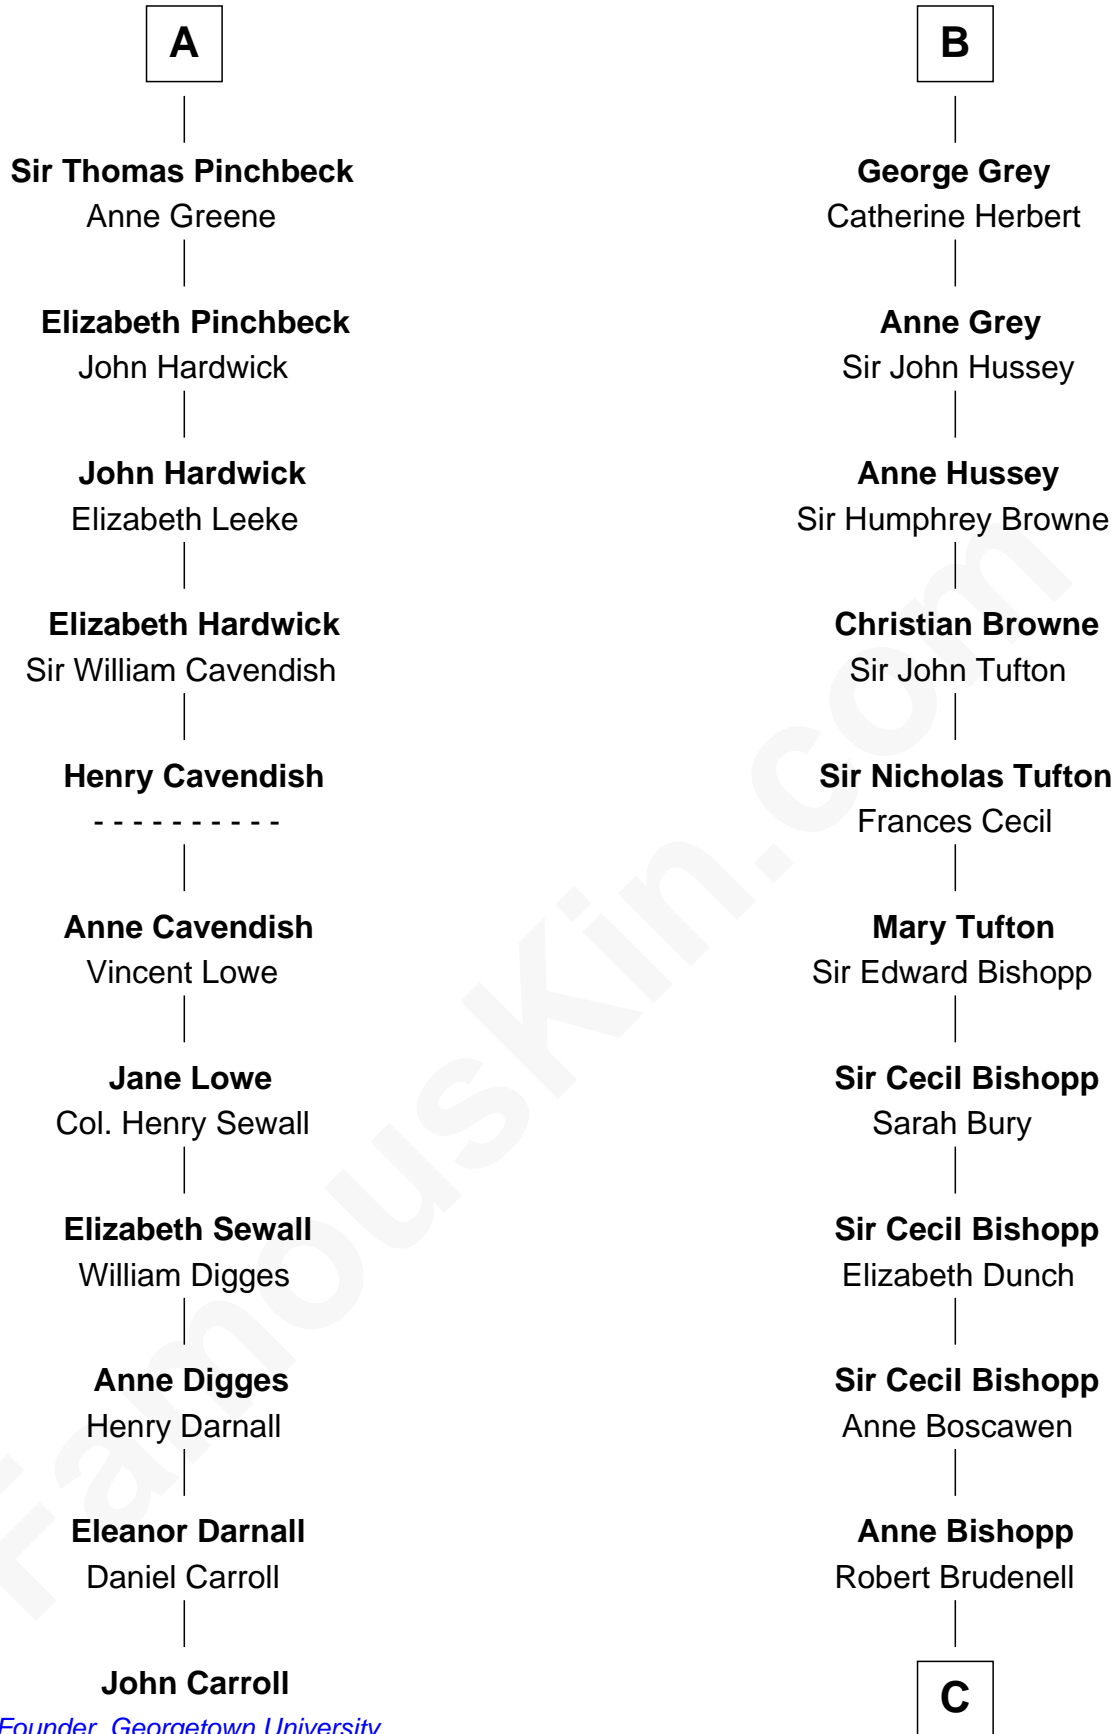 A
Sir Thomas Pinchbeck
Anne Greene
Elizabeth Pinchbeck
John Hardwick
John Hardwick
Elizabeth Leeke
Elizabeth Hardwick
Sir William Cavendish
Henry Cavendish
- - - - - - - - - -
Anne Cavendish
Vincent Lowe
Jane Lowe
Col. Henry Sewall
Elizabeth Sewall
William Digges
Anne Digges
Henry Darnall
Eleanor Darnall
Daniel Carroll
John Carroll
Founder, Georgetown University
B
George Grey
Catherine Herbert
Anne Grey
Sir John Hussey
Anne Hussey
Sir Humphrey Browne
Christian Browne
Sir John Tufton
Sir Nicholas Tufton
Frances Cecil
Mary Tufton
Sir Edward Bishopp
Sir Cecil Bishopp
Sarah Bury
Sir Cecil Bishopp
Elizabeth Dunch
Sir Cecil Bishopp
Anne Boscawen
Anne Bishopp
Robert Brudenell
C
FamousKin.com